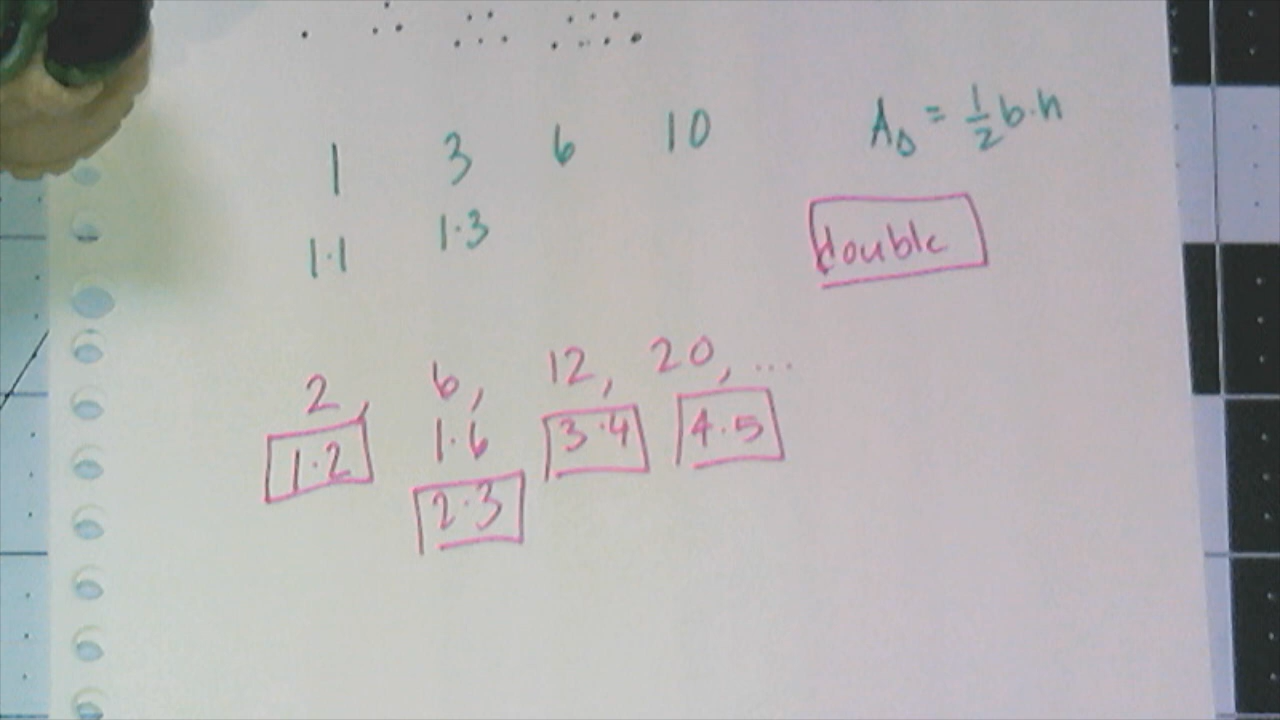 1 3 6 10
A△ = 1/2 b·h
1·1 1·3
double
2, 6, 12, 20, ...
1·2 1·6 3·4 4·5
2·3